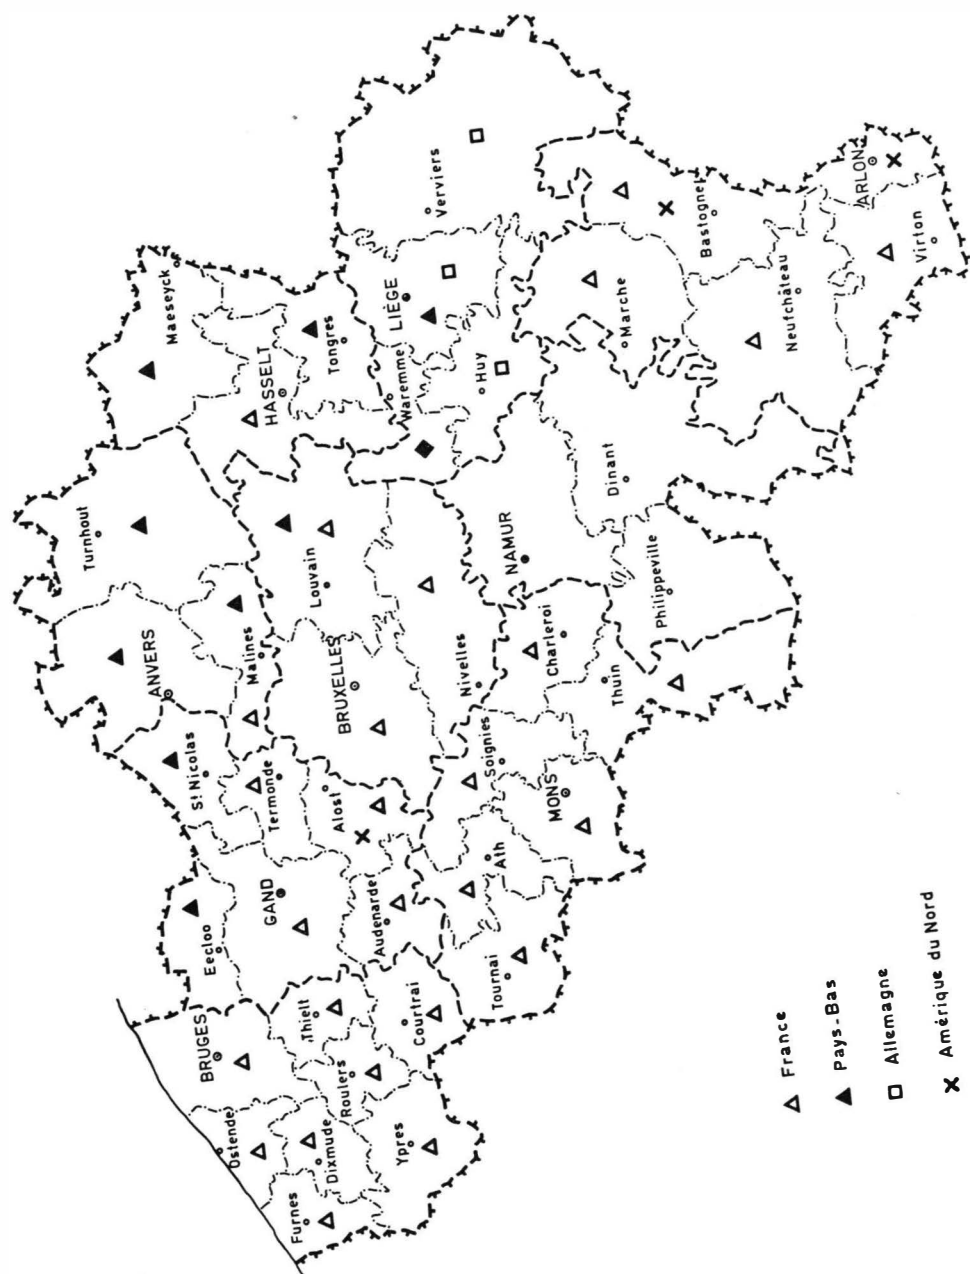 Furnes
Ostende
Dixmude
Ypres
BRUGES
Roulers
Thielt
Courtrai
Eecloo
GAND
Audenarde
Tournai
St Nicolas
Termonde
Alost
Ath
ANVERS
Malines
BRUXELLES
Nivelles
Soignies
MONS
Turnhout
Louvain
NAMUR
Charleroi
Thuin
Philippeville
Dinant
Maeseyck
HASSELT
Tongres
Waremme
LIÈGE
Huy
Verviers
Marche
Bastogne
Neufchâteau
ARLON
Virton
France
Pays-Bas
Allemagne
Amérique du Nord